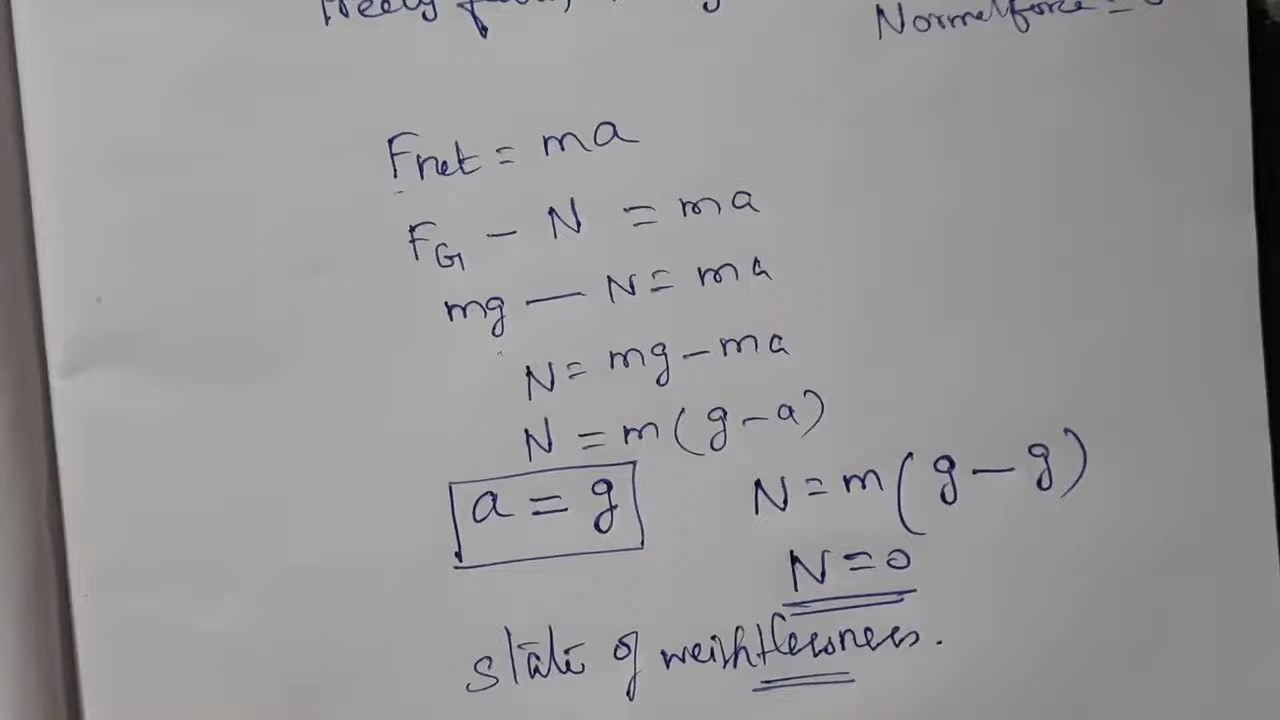 Normalforce =
Fnet = ma
FG - N = ma
mg — N = ma
N = mg - ma
N = m(g-a)
a = g N = m(g-g)
N = 0
state of weightlessness.